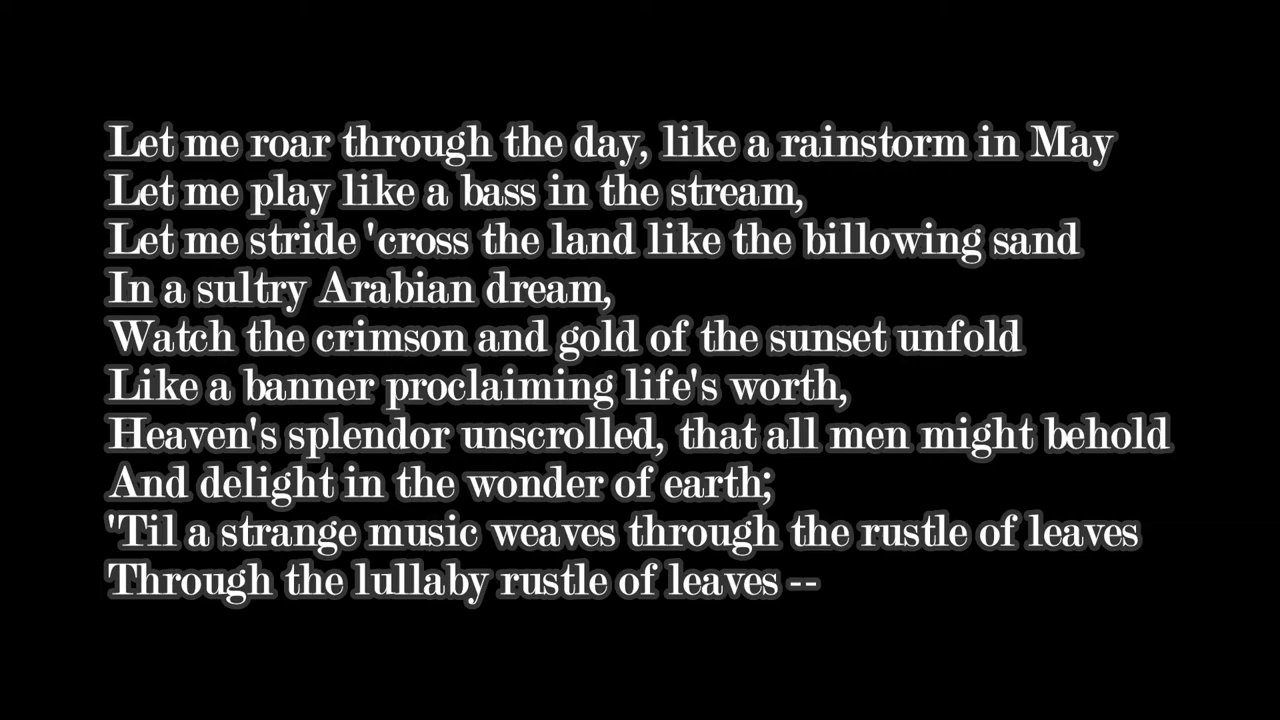 Let me roar through the day, like a rainstorm in May
Let me play like a bass in the stream,
Let me stride 'cross the land like the billowing sand
In a sultry Arabian dream,
Watch the crimson and gold of the sunset unfold
Like a banner proclaiming life's worth,
Heaven's splendor unscrolled, that all men might behold
And delight in the wonder of earth;
'Til a strange music weaves through the rustle of leaves
Through the lullaby rustle of leaves --